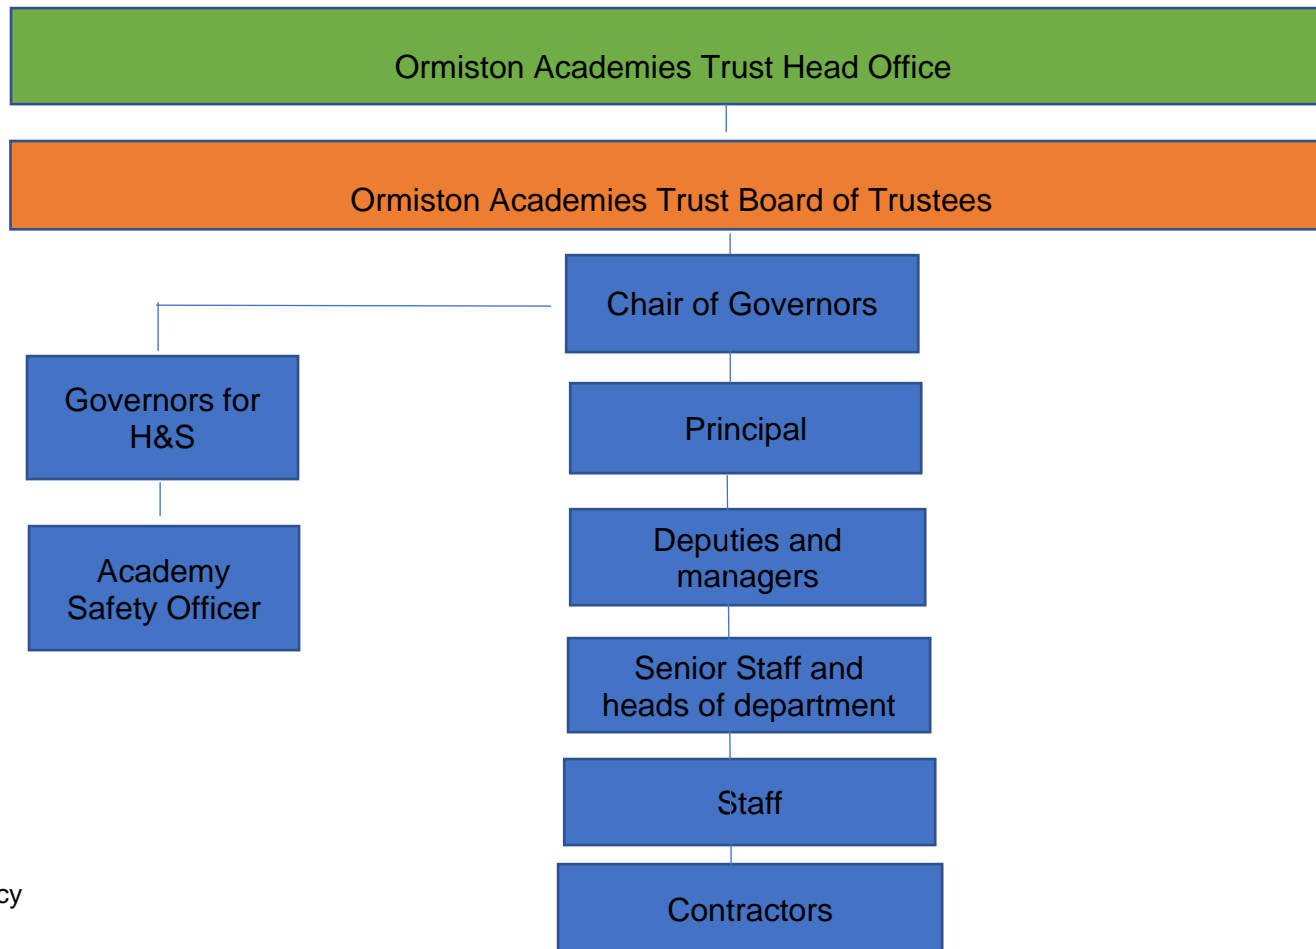 Ormiston Academies Trust Head Office
Ormiston Academies Trust Board of Trustees
Chair of Governors
Governors for
H&S
Principal
Academy
Safety Officer
Deputies and
managers
Senior Staff and
heads of department
Staff
Contractors
cy